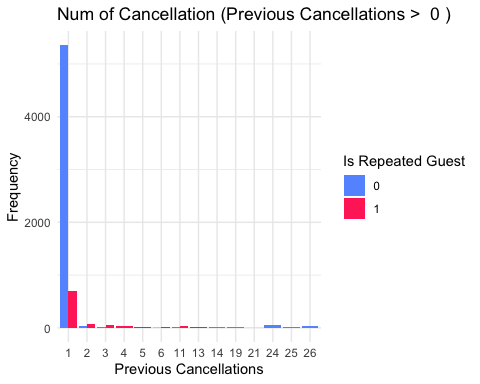 Num of Cancellation (Previous Cancellations >  0 )
Frequency
4000
2000
0
1 2 3 4 5 6 11 13 14 19 21 24 25 26
Previous Cancellations
Is Repeated Guest
0
1